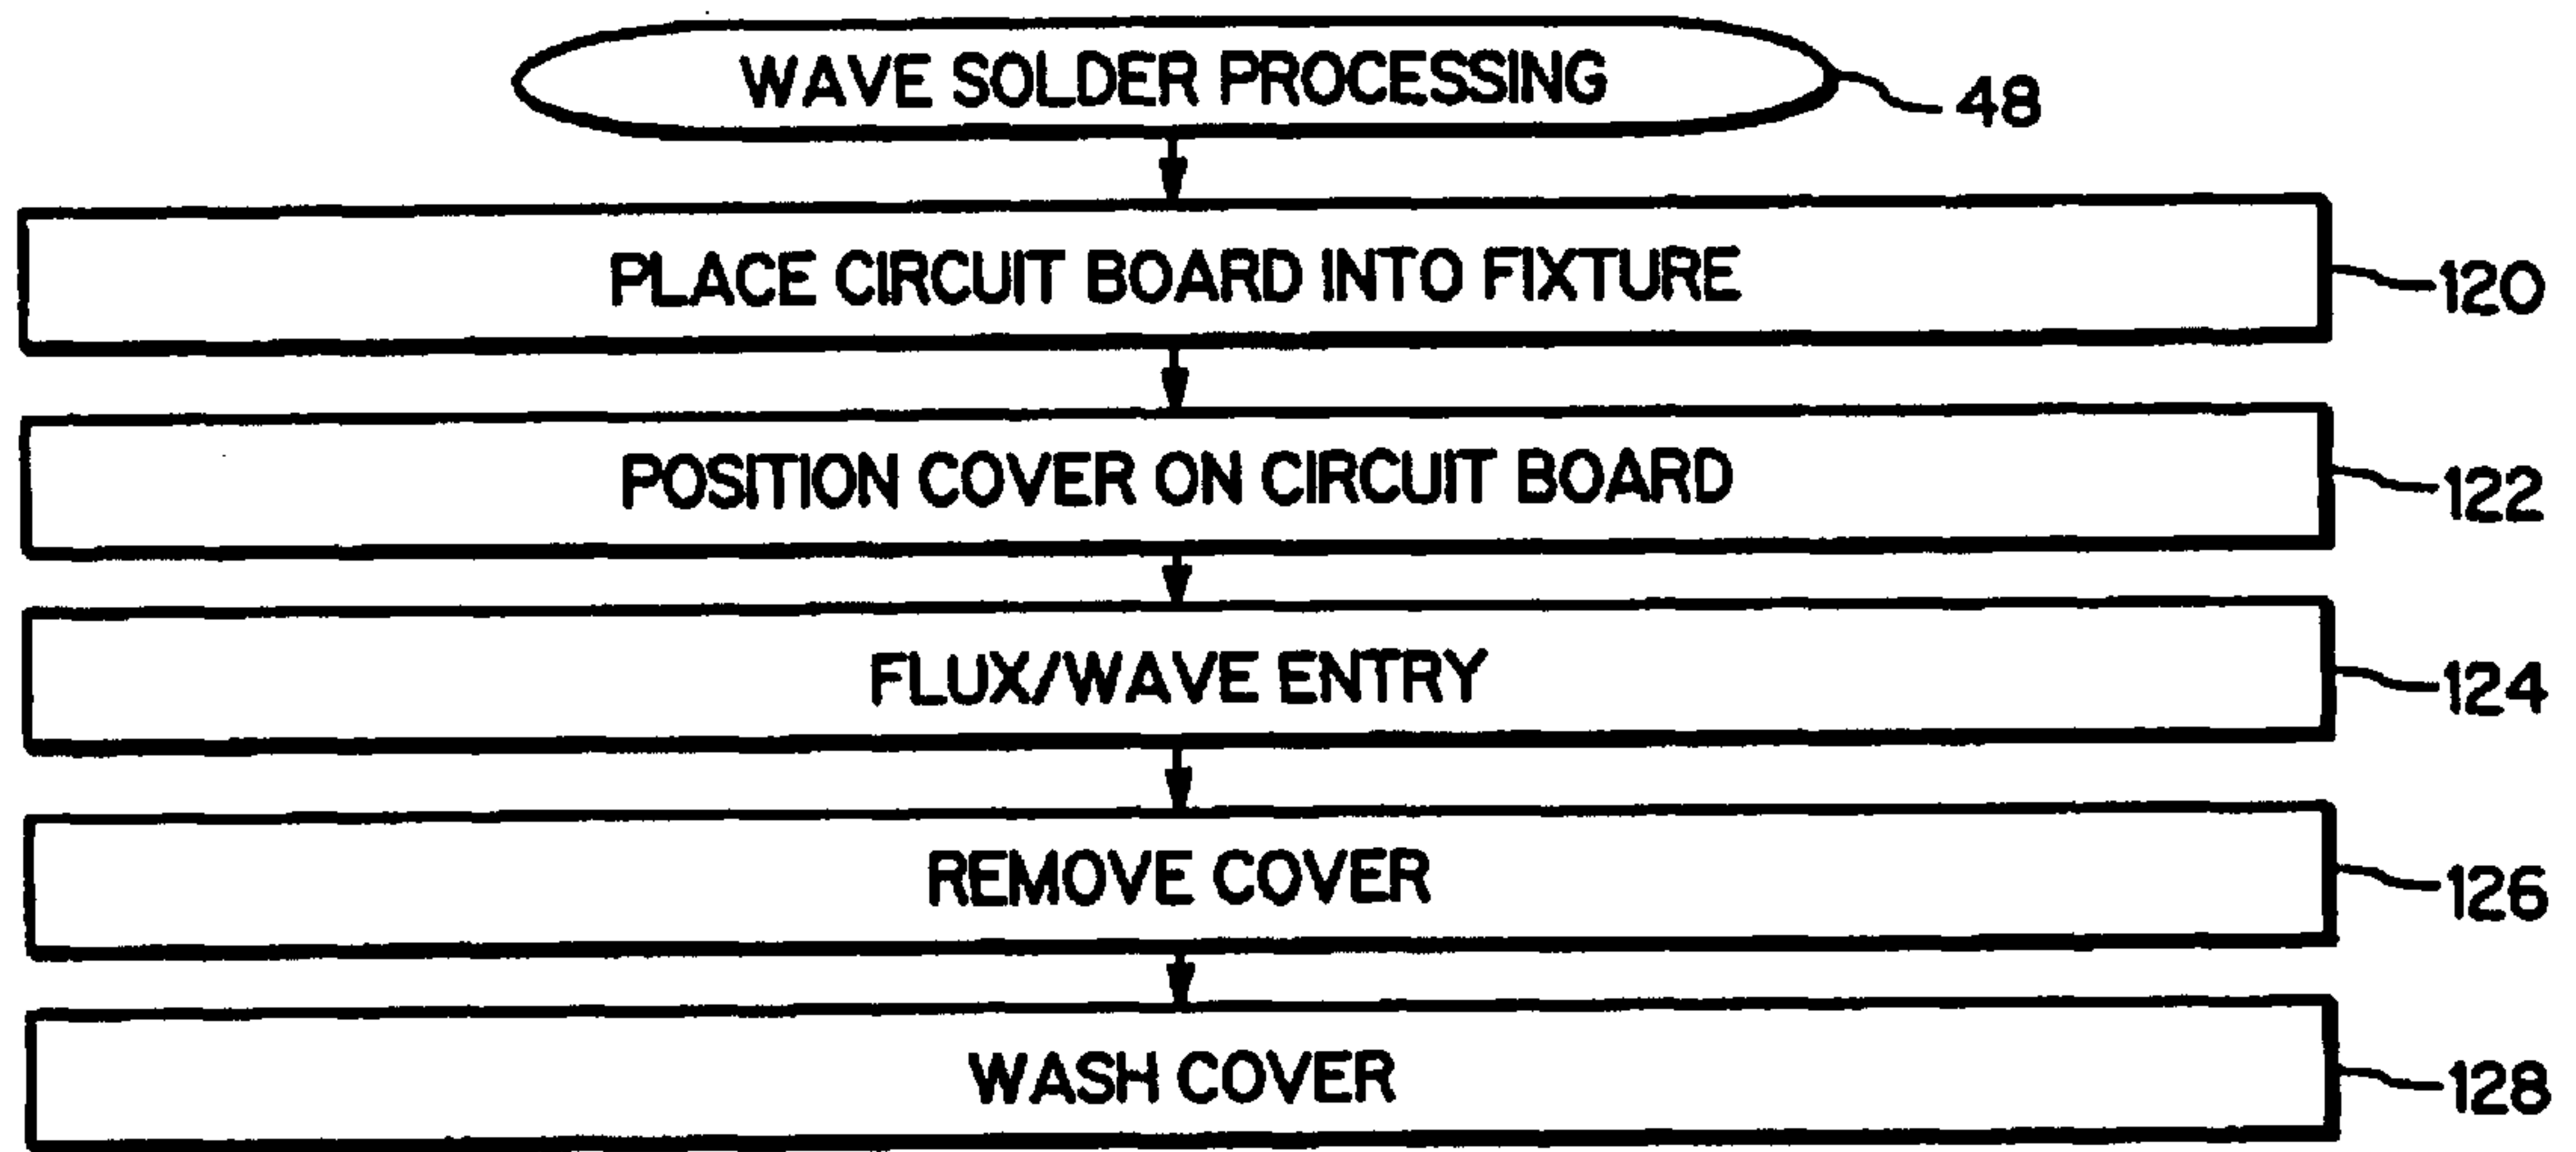 WAVE SOLDER PROCESSING
48
PLACE CIRCUIT BOARD INTO FIXTURE
120
POSITION COVER ON CIRCUIT BOARD
122
FLUX/WAVE ENTRY
124
REMOVE COVER
126
WASH COVER
128